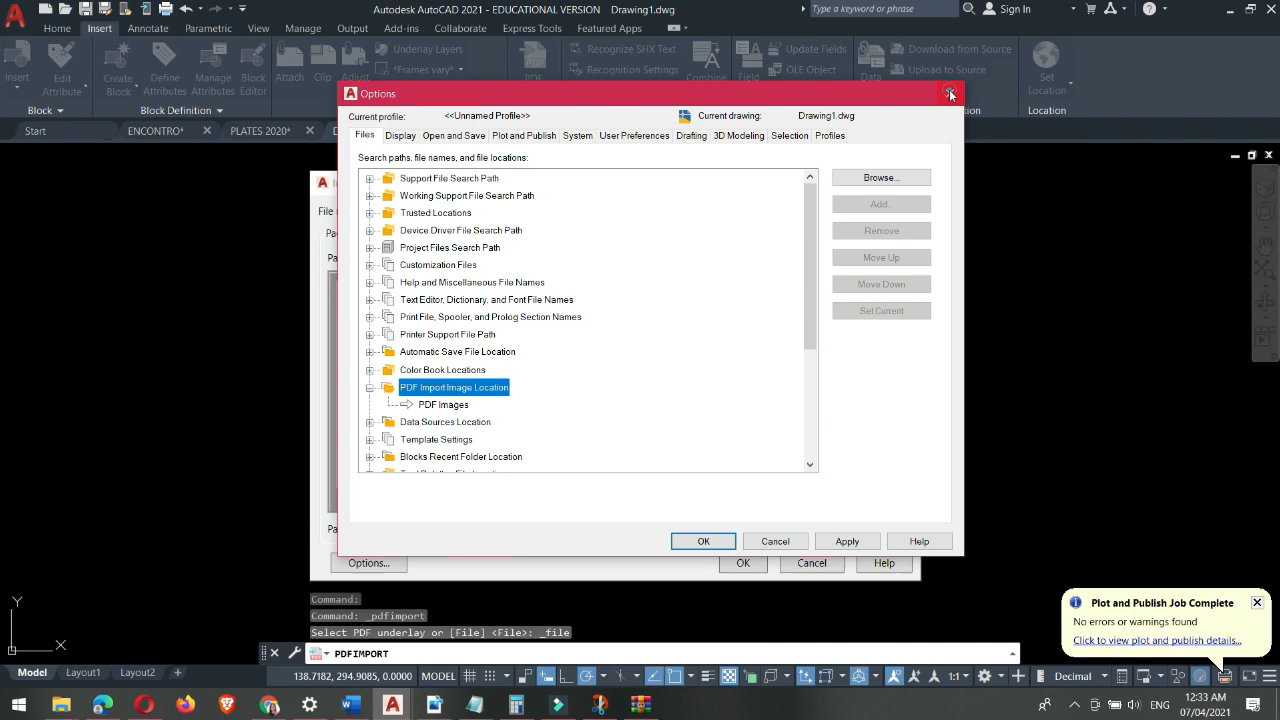 Autodesk AutoCAD 2021 - EDUCATIONAL VERSION Drawing1.dwg
Type a keyword or phrase
Sign In
Home Insert Annotate Parametric View Manage Output Add-ins Collaborate Express Tools Featured Apps
Insert
Edit
Attribute
Create
Block
Define
Attributes
Manage
Attributes
Block
Editor
Attach
Clip
Adjust
Underlay Layers
*Frames vary*
PDF
Recognize SHX Text
Recognition Settings
Combine
Field
Update Fields
OLE Object
Data
Download from Source
Upload to Source
Set
Location
Block
Block Definition
Location
Start
ENCONTRO*
PLATES 2020*
Options
Current profile:
<<Unnamed Profile>>
Current drawing:
Drawing1.dwg
Files Display Open and Save Plot and Publish System User Preferences Drafting 3D Modeling Selection Profiles
Search paths, file names, and file locations:
Support File Search Path
Working Support File Search Path
Trusted Locations
Device Driver File Search Path
Project Files Search Path
Customization Files
Help and Miscellaneous File Names
Text Editor, Dictionary, and Font File Names
Print File, Spooler, and Prolog Section Names
Printer Support File Path
Automatic Save File Location
Color Book Locations
PDF Import Image Location
PDF Images
Data Sources Location
Template Settings
Blocks Recent Folder Location
Browse...
Add...
Remove
Move Up
Move Down
Set Current
OK
Cancel
Apply
Help
File
Options...
OK
Cancel
Help
Command:
Command: _pdfimport
Select PDF underlay or [File] <File>: _file
PDFIMPORT
Y
X
Plot and Publish Job Complete
No errors or warnings found
Click to view plot and publish details...
Model Layout1 Layout2 +
138.7182, 294.9085, 0.0000 MODEL
1:1
Decimal
ENG
12:33 AM
07/04/2021